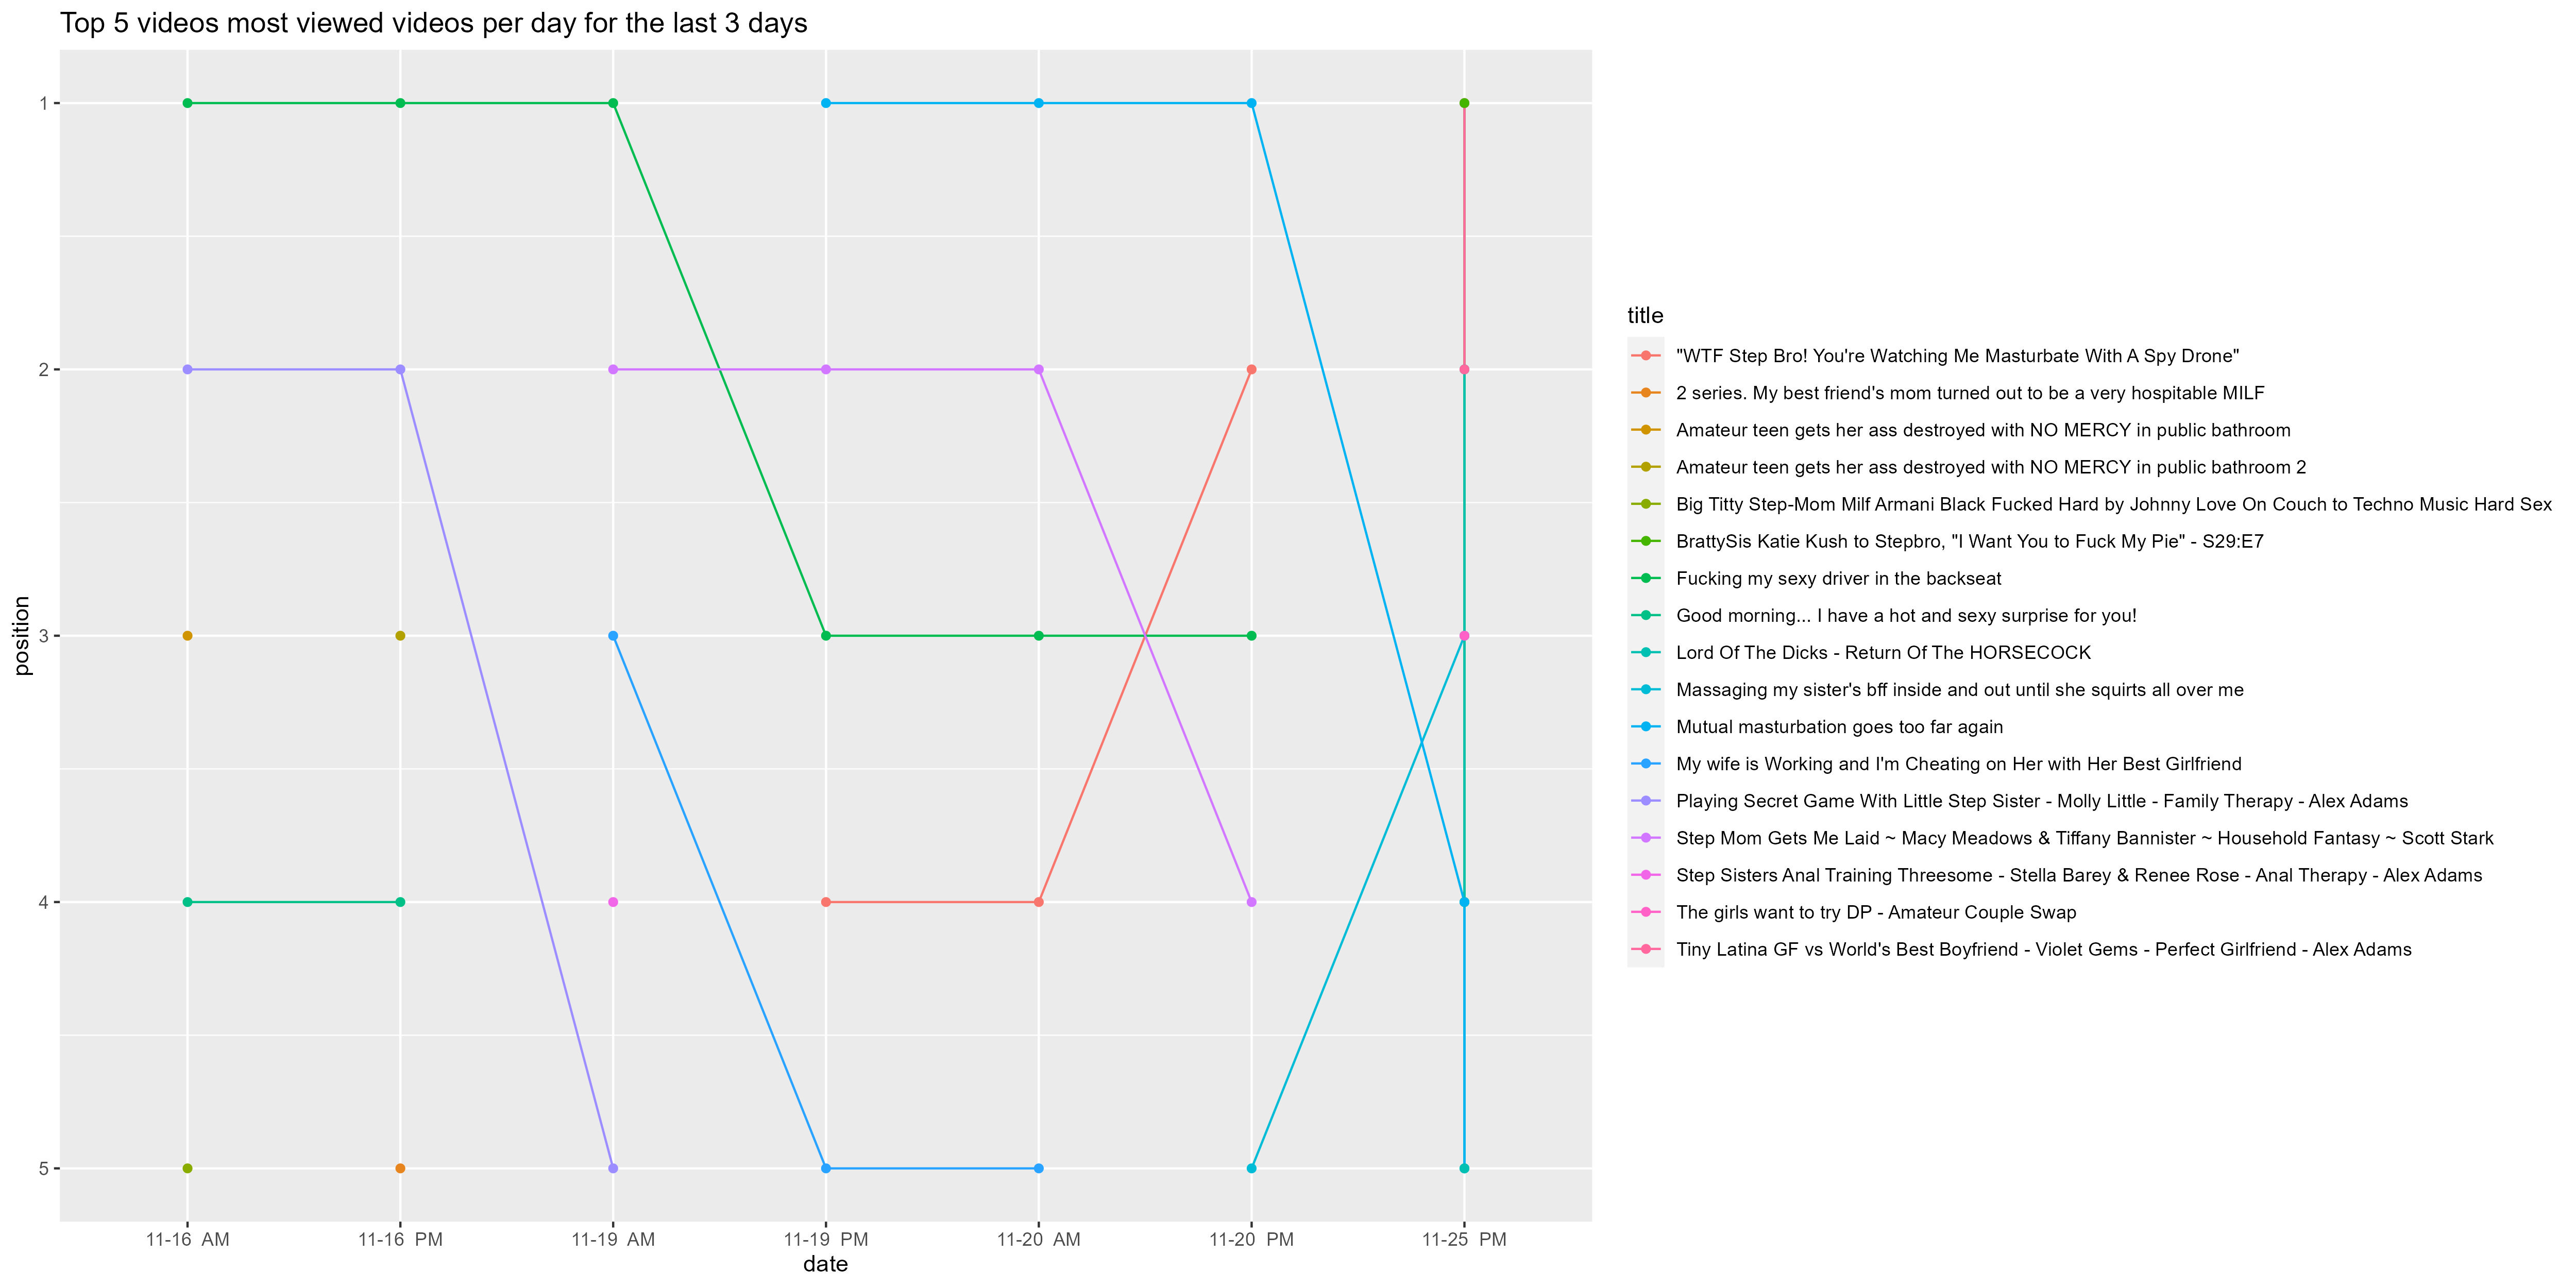 Top 5 videos most viewed videos per day for the last 3 days
position
1
2
3
4
5
11-16 AM
11-16 PM
11-19 AM
11-19 PM
11-20 AM
11-20 PM
11-25 PM
date
title
"WTF Step Bro! You're Watching Me Masturbate With A Spy Drone"
2 series. My best friend's mom turned out to be a very hospitable MILF
Amateur teen gets her ass destroyed with NO MERCY in public bathroom
Amateur teen gets her ass destroyed with NO MERCY in public bathroom 2
Big Titty Step-Mom Milf Armani Black Fucked Hard by Johnny Love On Couch to Techno Music Hard Sex
BrattySis Katie Kush to Stepbro, "I Want You to Fuck My Pie" - S29:E7
Fucking my sexy driver in the backseat
Good morning... I have a hot and sexy surprise for you!
Lord Of The Dicks - Return Of The HORSECOCK
Massaging my sister's bff inside and out until she squirts all over me
Mutual masturbation goes too far again
My wife is Working and I'm Cheating on Her with Her Best Girlfriend
Playing Secret Game With Little Step Sister - Molly Little - Family Therapy - Alex Adams
Step Mom Gets Me Laid ~ Macy Meadows & Tiffany Bannister ~ Household Fantasy ~ Scott Stark
Step Sisters Anal Training Threesome - Stella Barey & Renee Rose - Anal Therapy - Alex Adams
The girls want to try DP - Amateur Couple Swap
Tiny Latina GF vs World's Best Boyfriend - Violet Gems - Perfect Girlfriend - Alex Adams